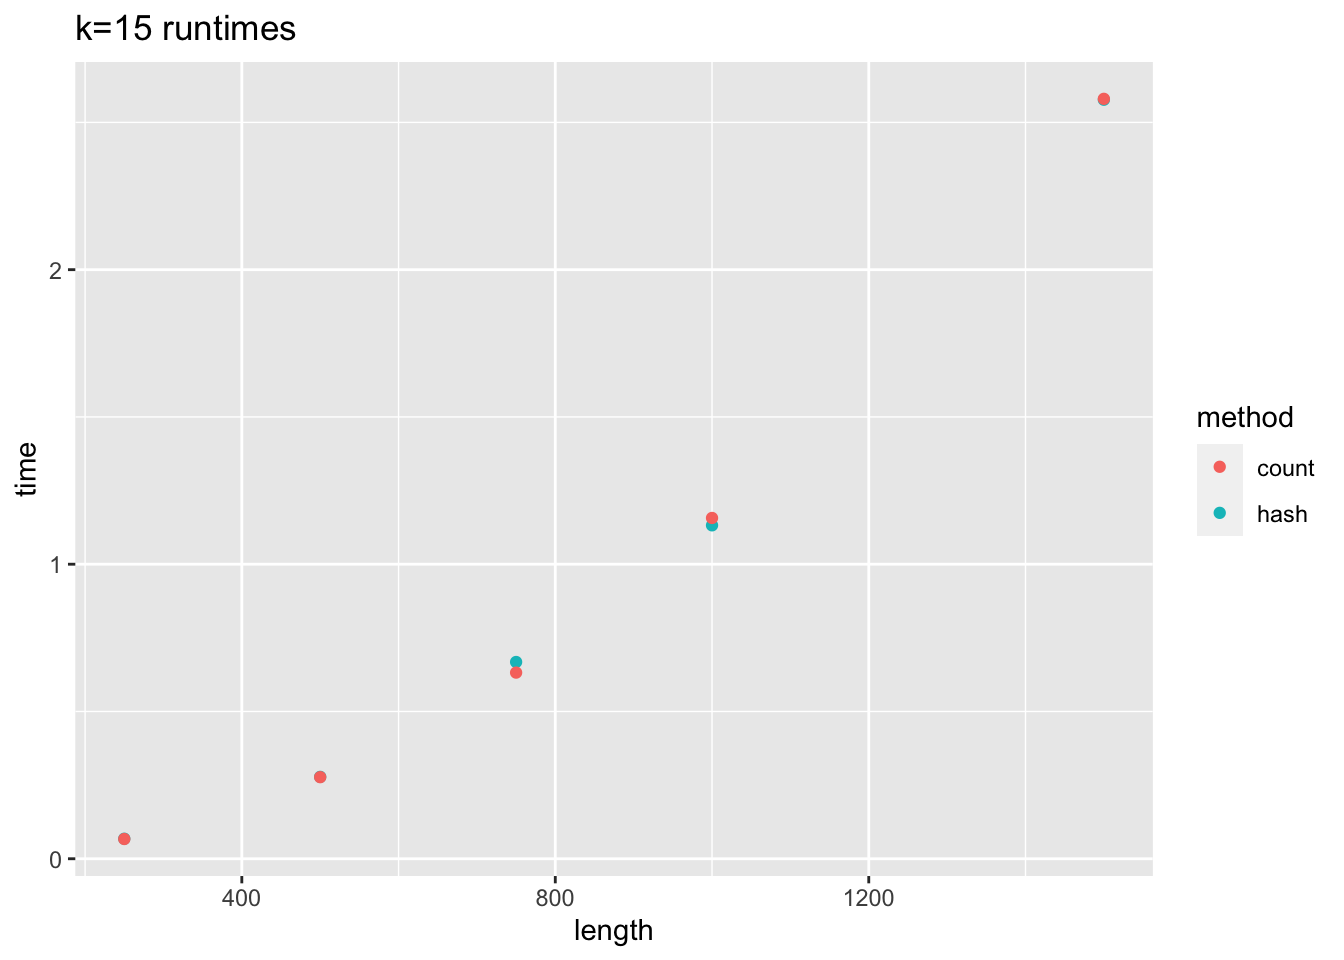 k=15 runtimes
2
1
0
time
400
800
1200
length
method
count
hash